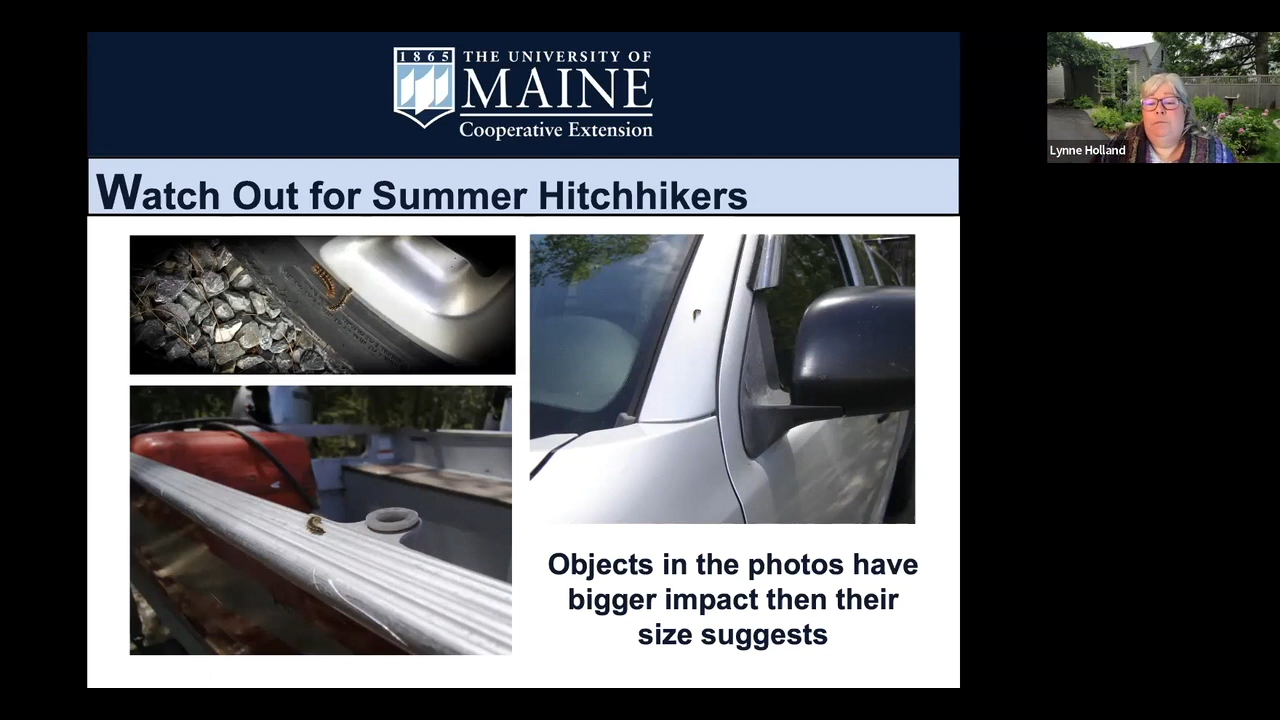 1865
THE UNIVERSITY OF
MAINE
Cooperative Extension
Lynne Holland
Watch Out for Summer Hitchhikers
Objects in the photos have
bigger impact then their
size suggests